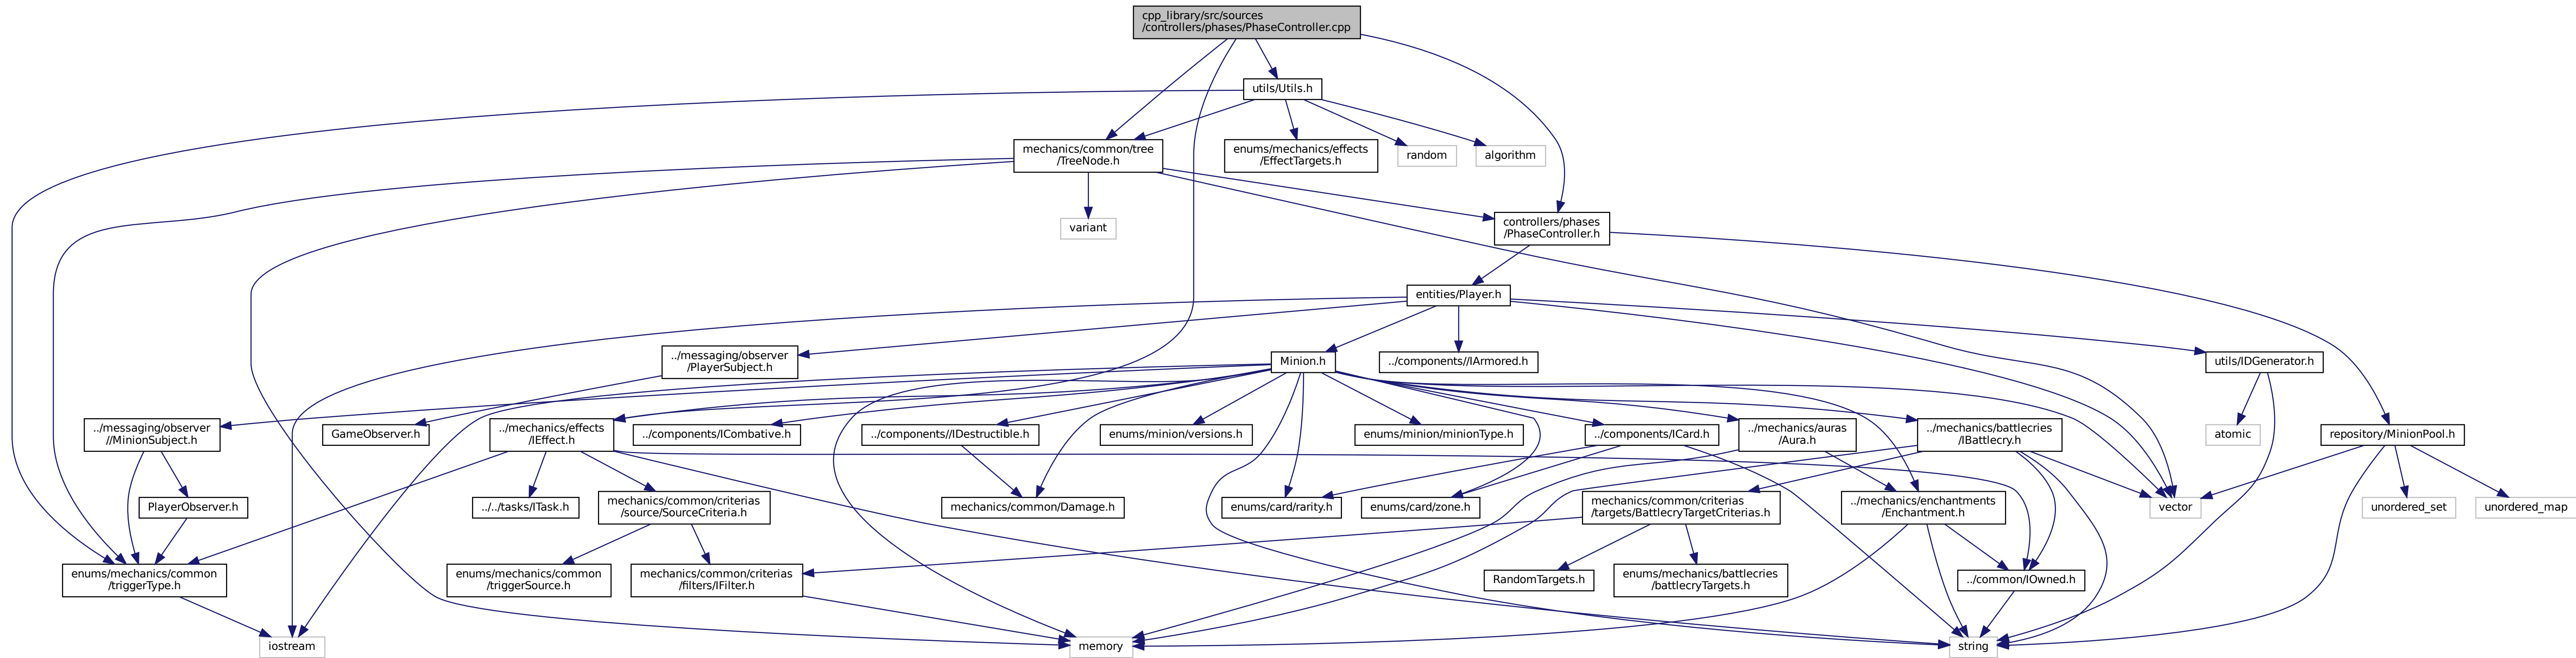 cpp_library/src/sources
/controllers/phases/PhaseController.cpp
utils/Utils.h
mechanics/common/tree
/TreeNode.h
enums/mechanics/effects
/EffectTargets.h
random
algorithm
variant
controllers/phases
/PhaseController.h
entities/Player.h
../messaging/observer
/PlayerSubject.h
Minion.h
../components//IArmored.h
utils/IDGenerator.h
../messaging/observer
//MinionSubject.h
GameObserver.h
../mechanics/effects
/IEffect.h
../components/ICombative.h
../components//IDestructible.h
enums/minion/versions.h
enums/minion/minionType.h
../components/ICard.h
../mechanics/auras
/Aura.h
../mechanics/battlecries
/IBattlecry.h
atomic
repository/MinionPool.h
PlayerObserver.h
../../tasks/ITask.h
mechanics/common/criterias
/source/SourceCriteria.h
mechanics/common/Damage.h
enums/card/rarity.h
enums/card/zone.h
mechanics/common/criterias
/targets/BattlecryTargetCriterias.h
../mechanics/enchantments
/Enchantment.h
vector
unordered_set
unordered_map
enums/mechanics/common
/triggerType.h
enums/mechanics/common
/triggerSource.h
mechanics/common/criterias
/filters/IFilter.h
RandomTargets.h
enums/mechanics/battlecries
/battlecryTargets.h
../common/IOwned.h
iostream
memory
string